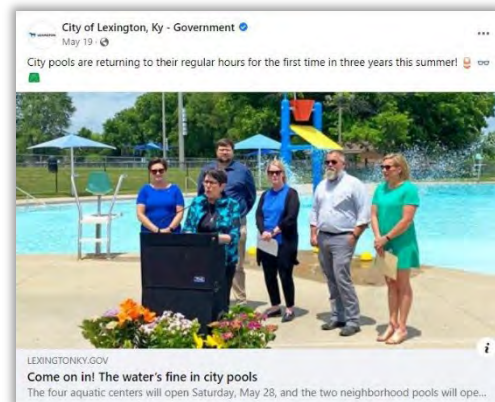 City of Lexington, Ky - Government
May 19
City pools are returning to their regular hours for the first time in three years this summer!
LEXINGTONKY.GOV
Come on in! The water's fine in city pools
The four aquatic centers will open Saturday, May 28, and the two neighborhood pools will ope...